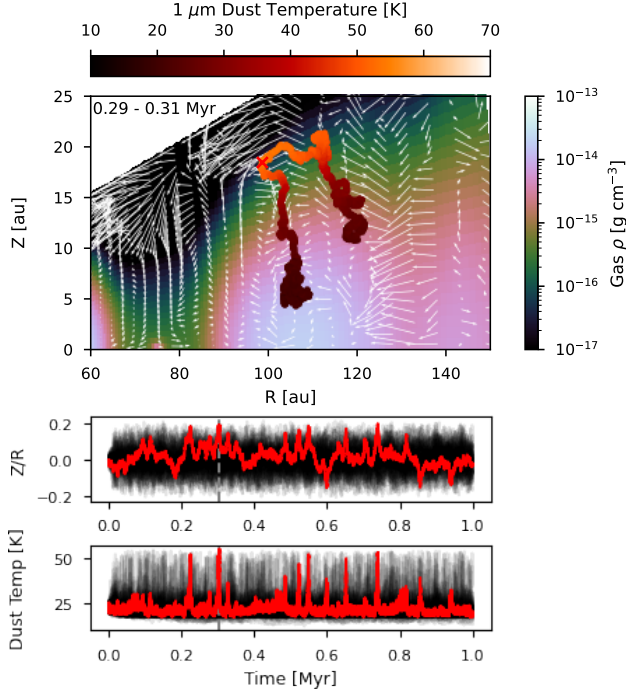 1 μm Dust Temperature [K]
10 20 30 40 50 60 70
0.29 - 0.31 Myr
25
20
15
10
5
0
Z [au]
60 80 100 120 140
R [au]
10⁻¹³
10⁻¹⁴
10⁻¹⁵
10⁻¹⁶
10⁻¹⁷
Gas ρ [g cm⁻³]
0.2
0.0
−0.2
Z/R
0.0 0.2 0.4 0.6 0.8 1.0
50
25
Dust Temp [K]
0.0 0.2 0.4 0.6 0.8 1.0
Time [Myr]